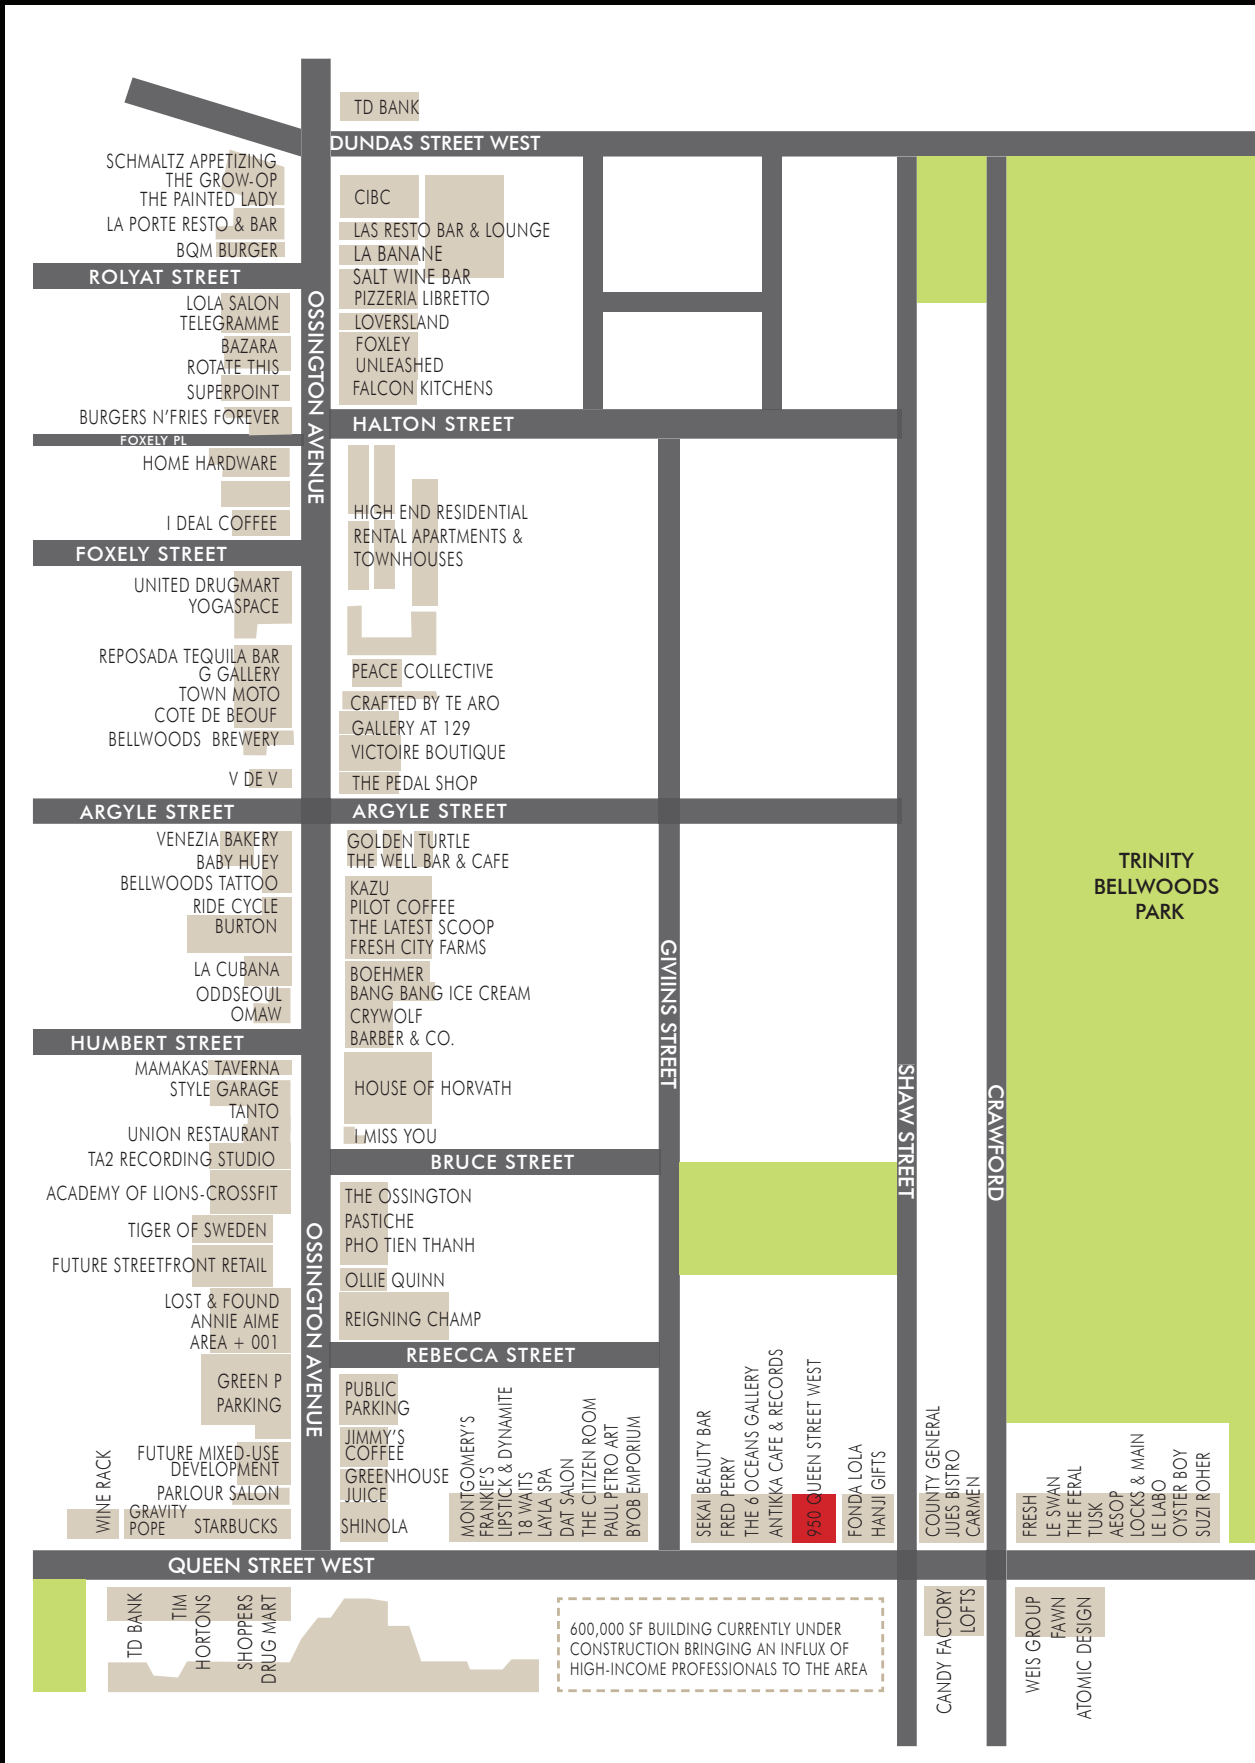 TD BANK
DUNDAS STREET WEST
SCHMALTZ APPETIZING
THE GROW-OP
THE PAINTED LADY
LA PORTE RESTO & BAR
BQM BURGER
CIBC
LAS RESTO BAR & LOUNGE
LA BANANE
SALT WINE BAR
PIZZERIA LIBRETTO
LOVERSLAND
FOXLEY
UNLEASHED
FALCON KITCHENS
ROLYAT STREET
LOLA SALON
TELEGRAMME
BAZARA
ROTATE THIS
SUPERPOINT
BURGERS N'FRIES FOREVER
OSSINGTON AVENUE
HALTON STREET
FOXELY PL
HOME HARDWARE
I DEAL COFFEE
HIGH END RESIDENTIAL
RENTAL APARTMENTS &
TOWNHOUSES
FOXELY STREET
UNITED DRUGMART
YOGASPACE
REPOSADA TEQUILA BAR
G GALLERY
TOWN MOTO
COTE DE BEOUF
BELLWOODS BREWERY
V DE V
PEACE COLLECTIVE
CRAFTED BY TE ARO
GALLERY AT 129
VICTOIRE BOUTIQUE
THE PEDAL SHOP
ARGYLE STREET
ARGYLE STREET
VENEZIA BAKERY
BABY HUEY
BELLWOODS TATTOO
RIDE CYCLE
BURTON
LA CUBANA
ODDSEOUL
OMAW
GOLDEN TURTLE
THE WELL BAR & CAFE
KAZU
PILOT COFFEE
THE LATEST SCOOP
FRESH CITY FARMS
BOEHMER
BANG BANG ICE CREAM
CRYWOLF
BARBER & CO.
HOUSE OF HORVATH
I MISS YOU
GIVIINS STREET
SHAW STREET
CRAWFORD
TRINITY
BELLWOODS
PARK
HUMBERT STREET
MAMAKAS TAVERNA
STYLE GARAGE
TANTO
UNION RESTAURANT
TA2 RECORDING STUDIO
ACADEMY OF LIONS-CROSSFIT
TIGER OF SWEDEN
FUTURE STREETFRONT RETAIL
LOST & FOUND
ANNIE AIME
AREA + 001
GREEN P
PARKING
FUTURE MIXED-USE
DEVELOPMENT
PARLOUR SALON
WINE RACK
GRAVITY
POPE
STARBUCKS
OSSINGTON AVENUE
BRUCE STREET
THE OSSINGTON
PASTICHE
PHO TIEN THANH
OLLIE QUINN
REIGNING CHAMP
REBECCA STREET
PUBLIC
PARKING
JIMMY'S
COFFEE
GREENHOUSE
JUICE
SHINOLA
MONTGOMERY'S
FRANKIE'S
LIPSTICK & DYNAMITE
18 WAITS
LAYLA SPA
DAT SALON
THE CITIZEN ROOM
PAUL PETRO ART
BYOB EMPORIUM
SEKAI BEAUTY BAR
FRED PERRY
THE 6 OCEANS GALLERY
ANTIKKA CAFE & RECORDS
950 QUEEN STREET WEST
FONDA LOLA
HANJI GIFTS
COUNTY GENERAL
JUES BISTRO
CARMEN
FRESH
LE SWAN
THE FERAL
TUSK
AESOP
LOCKS & MAIN
LE LABO
OYSTER BOY
SUZI ROHER
QUEEN STREET WEST
TD BANK
TIM
HORTONS
SHOPPERS
DRUG MART
600,000 SF BUILDING CURRENTLY UNDER
CONSTRUCTION BRINGING AN INFLUX OF
HIGH-INCOME PROFESSIONALS TO THE AREA
CANDY FACTORY
LOFTS
WEIS GROUP
FAWN
ATOMIC DESIGN